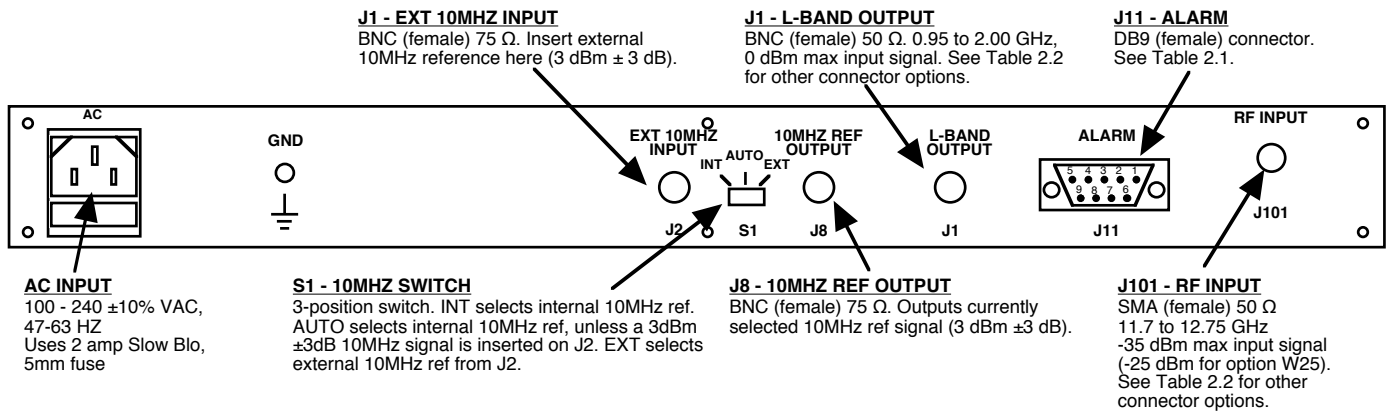 J1 - EXT 10MHZ INPUT
BNC (female) 75 Ω. Insert external
10MHz reference here (3 dBm ± 3 dB).
J1 - L-BAND OUTPUT
BNC (female) 50 Ω. 0.95 to 2.00 GHz,
0 dBm max input signal. See Table 2.2
for other connector options.
J11 - ALARM
DB9 (female) connector.
See Table 2.1.
AC
GND
EXT 10MHZ
INPUT
INT
AUTO
EXT
10MHZ REF
OUTPUT
L-BAND
OUTPUT
ALARM
RF INPUT
5 4 3 2 1
9 8 7 6
J2
S1
J8
J1
J11
J101
AC INPUT
100 - 240 ±10% VAC,
47-63 HZ
Uses 2 amp Slow Blo,
5mm fuse
S1 - 10MHZ SWITCH
3-position switch. INT selects internal 10MHz ref.
AUTO selects internal 10MHz ref, unless a 3dBm
±3dB 10MHz signal is inserted on J2. EXT selects
external 10MHz ref from J2.
J8 - 10MHZ REF OUTPUT
BNC (female) 75 Ω. Outputs currently
selected 10MHz ref signal (3 dBm ±3 dB).
J101 - RF INPUT
SMA (female) 50 Ω
11.7 to 12.75 GHz
-35 dBm max input signal
(-25 dBm for option W25).
See Table 2.2 for other
connector options.